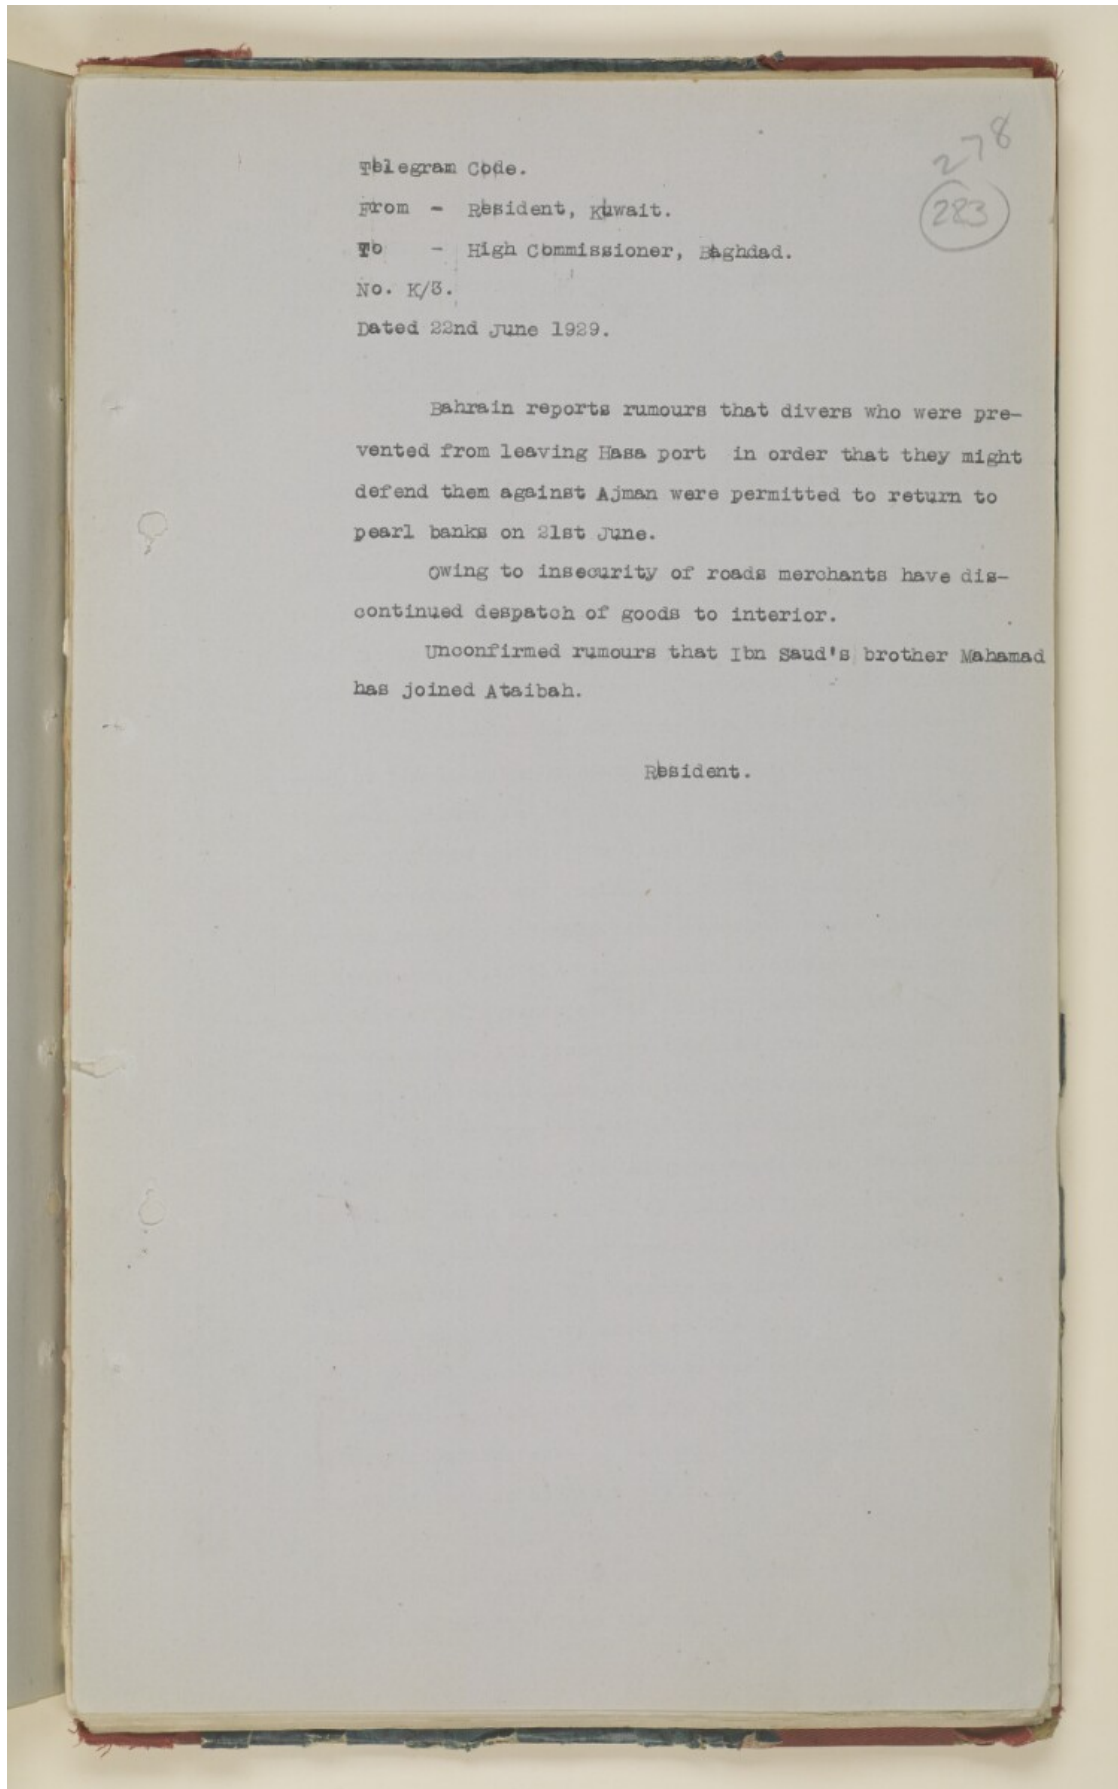 278
283
Telegram Code.
From - Resident, Kuwait.
To - High Commissioner, Baghdad.
No. K/3.
Dated 22nd June 1929.
Bahrain reports rumours that divers who were pre-
vented from leaving Hasa port in order that they might
defend them against Ajman were permitted to return to
pearl banks on 21st June.
Owing to insecurity of roads merchants have dis-
continued despatch of goods to interior.
Unconfirmed rumours that Ibn Saud's brother Mahamad
has joined Ataibah.
Resident.